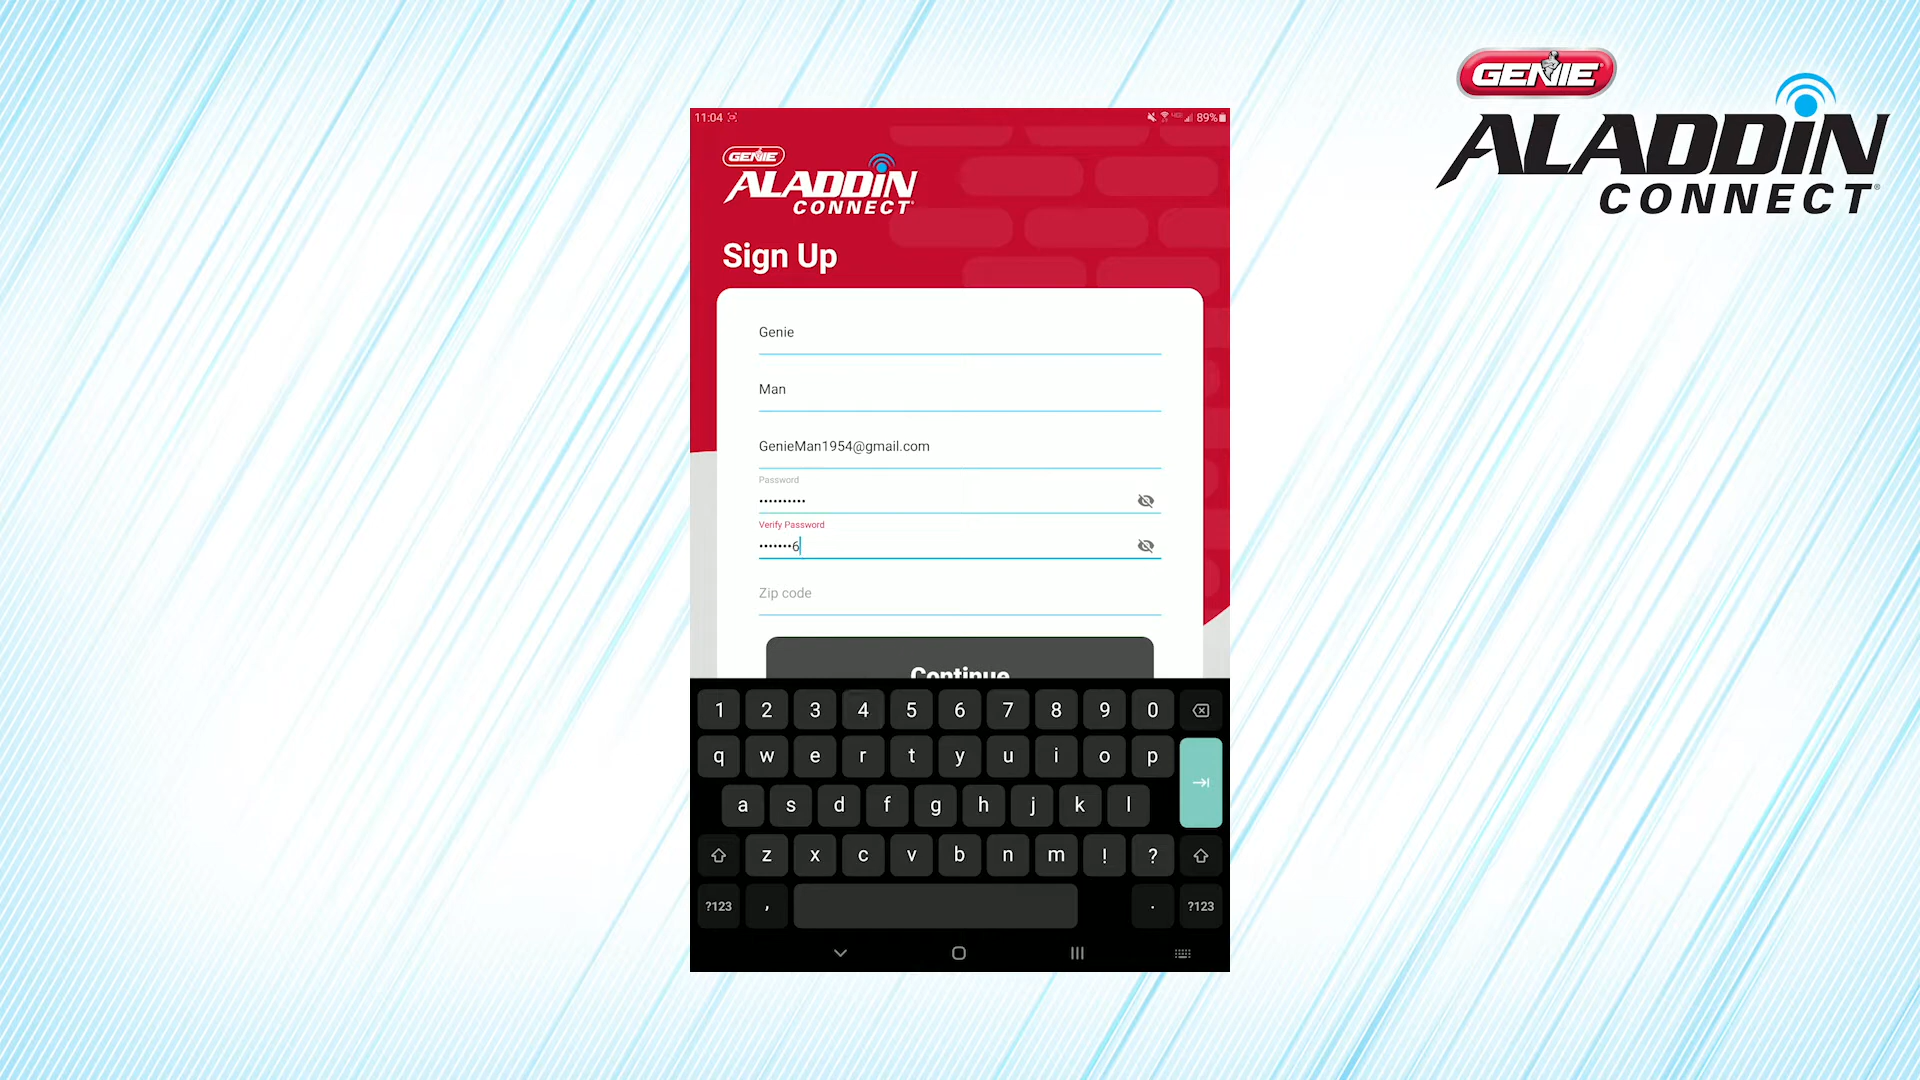 GENIE
ALADDIN
CONNECT®
11:04
89%
GENIE
ALADDIN
CONNECT
Sign Up
Genie
Man
GenieMan1954@gmail.com
Password
••••••••••
Verify Password
•••••••6
Zip code
Continue
1 2 3 4 5 6 7 8 9 0
q w e r t y u i o p
a s d f g h j k l
z x c v b n m ! ?
?123 , . ?123